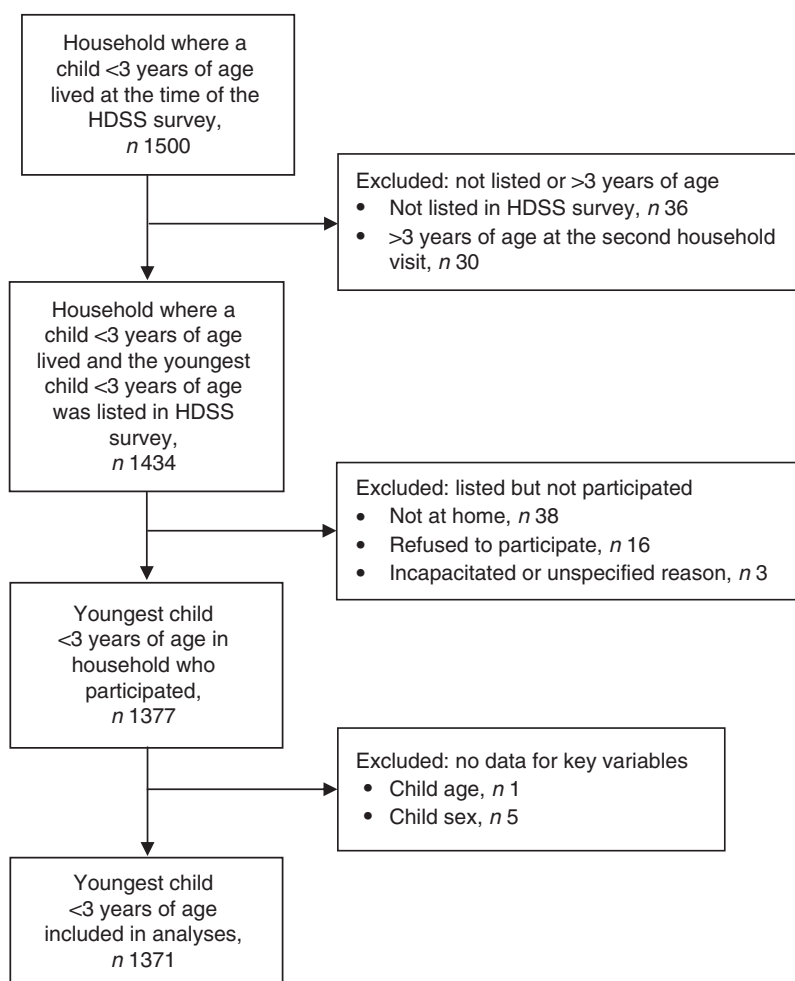 Household where a
child <3 years of age
lived at the time of the
HDSS survey,
n 1500
Excluded: not listed or >3 years of age
• Not listed in HDSS survey, n 36
• >3 years of age at the second household
visit, n 30
Household where a
child <3 years of age
lived and the youngest
child <3 years of age
was listed in HDSS
survey,
n 1434
Excluded: listed but not participated
• Not at home, n 38
• Refused to participate, n 16
• Incapacitated or unspecified reason, n 3
Youngest child
<3 years of age in
household who
participated,
n 1377
Excluded: no data for key variables
• Child age, n 1
• Child sex, n 5
Youngest child
<3 years of age
included in analyses,
n 1371